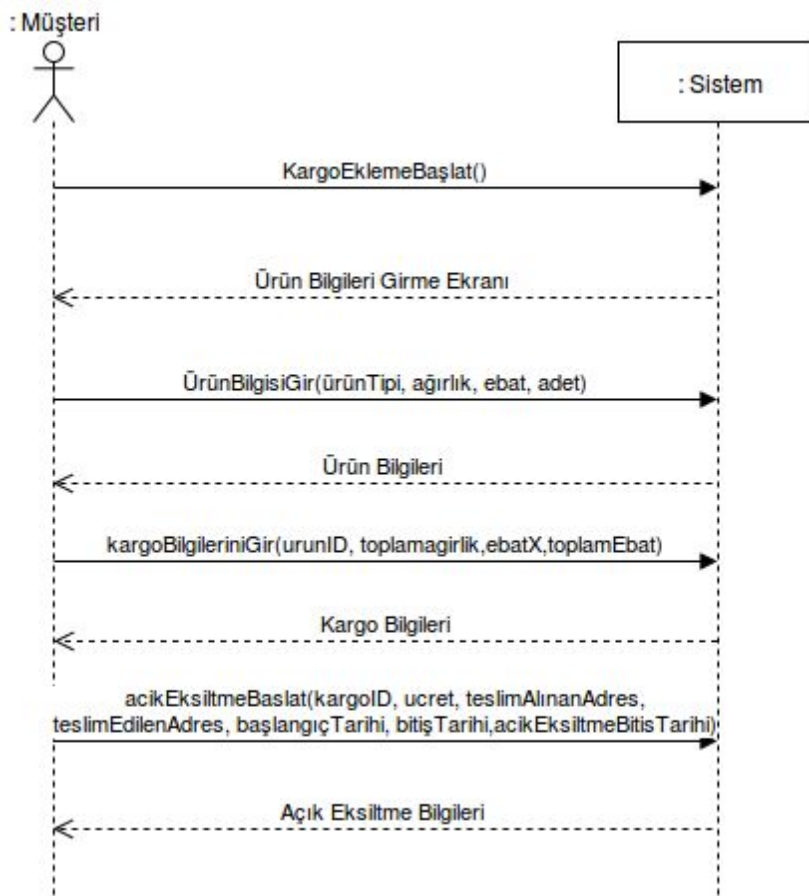 : Müşteri
: Sistem
KargoEklemeBaşlat()
Ürün Bilgileri Girme Ekranı
ÜrünBilgisiGir(ürünTipi, ağırlık, ebat, adet)
Ürün Bilgileri
kargoBilgileriniGir(urunID, toplamagirlik,ebatX,toplamEbat)
Kargo Bilgileri
acikEksiltmeBaslat(kargoID, ucret, teslimAlınanAdres,
teslimEdilenAdres, başlangıçTarihi, bitişTarihi,acikEksiltmeBitisTarihi)
Açık Eksiltme Bilgileri